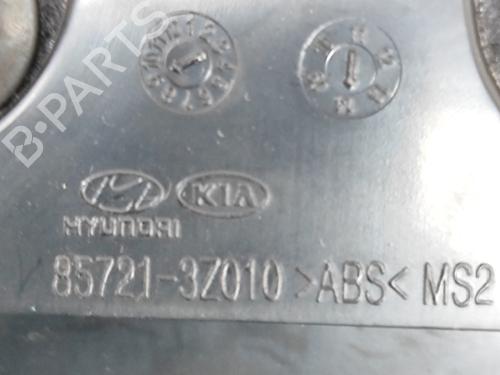 B-PARTS
KIA
HYUNDAI
85721-3Z010 >ABS< MS2